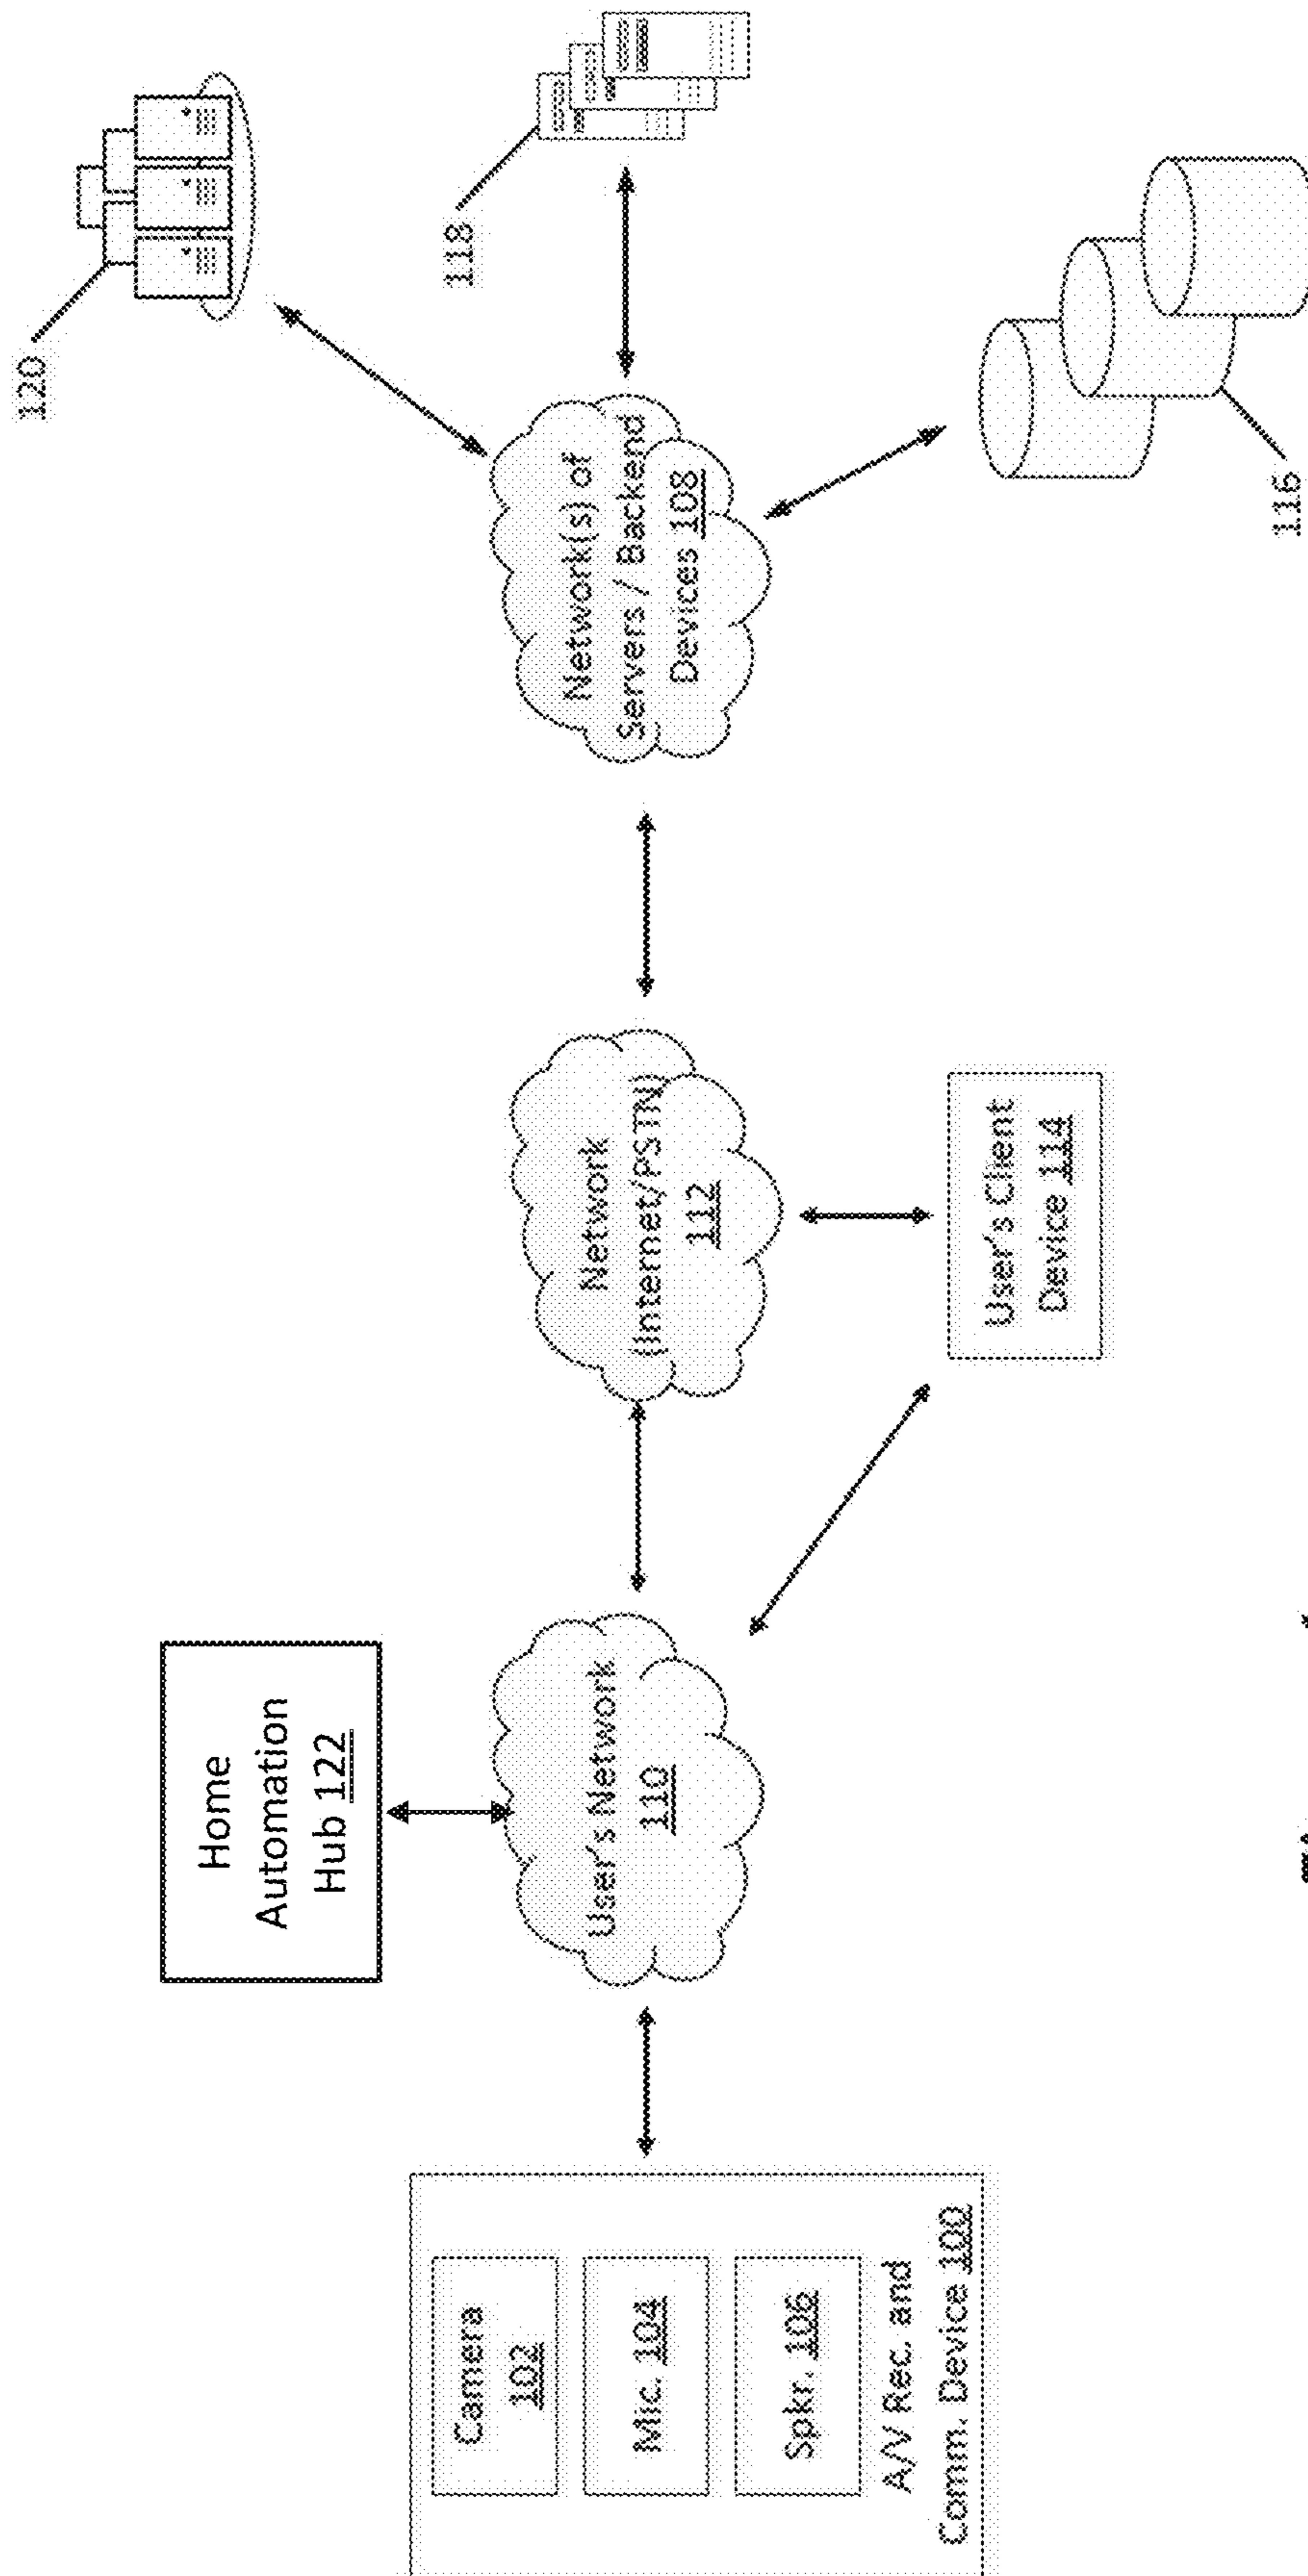 120
118
Home
Automation
Hub 122
Camera
102
Mic. 104
Spkr. 106
A/V Rec. and
Comm. Device 100
User's Network
110
Network
(Internet/PSTN)
112
Network(s) of
Servers / Backend
Devices 108
User's Client
Device 114
116